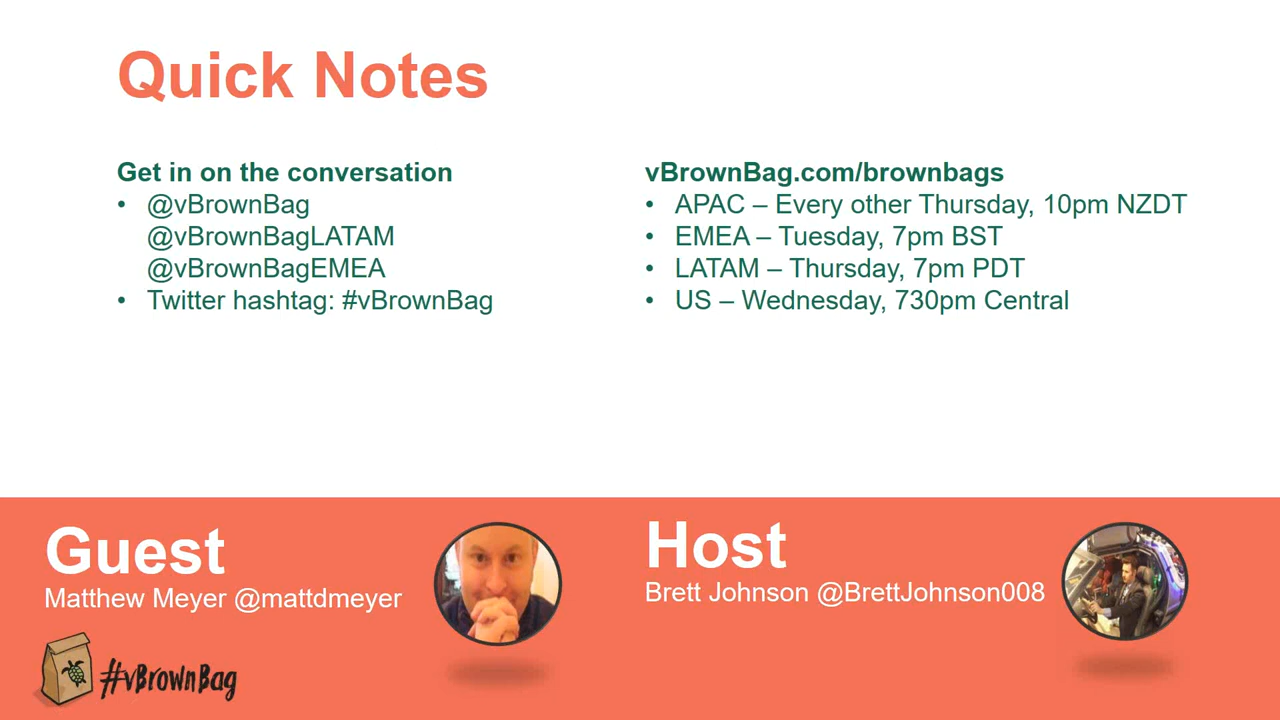 Quick Notes
Get in on the conversation
• @vBrownBag
@vBrownBagLATAM
@vBrownBagEMEA
• Twitter hashtag: #vBrownBag
vBrownBag.com/brownbags
• APAC – Every other Thursday, 10pm NZDT
• EMEA – Tuesday, 7pm BST
• LATAM – Thursday, 7pm PDT
• US – Wednesday, 730pm Central
Guest
Matthew Meyer @mattdmeyer
Host
Brett Johnson @BrettJohnson008
#vBrownBag